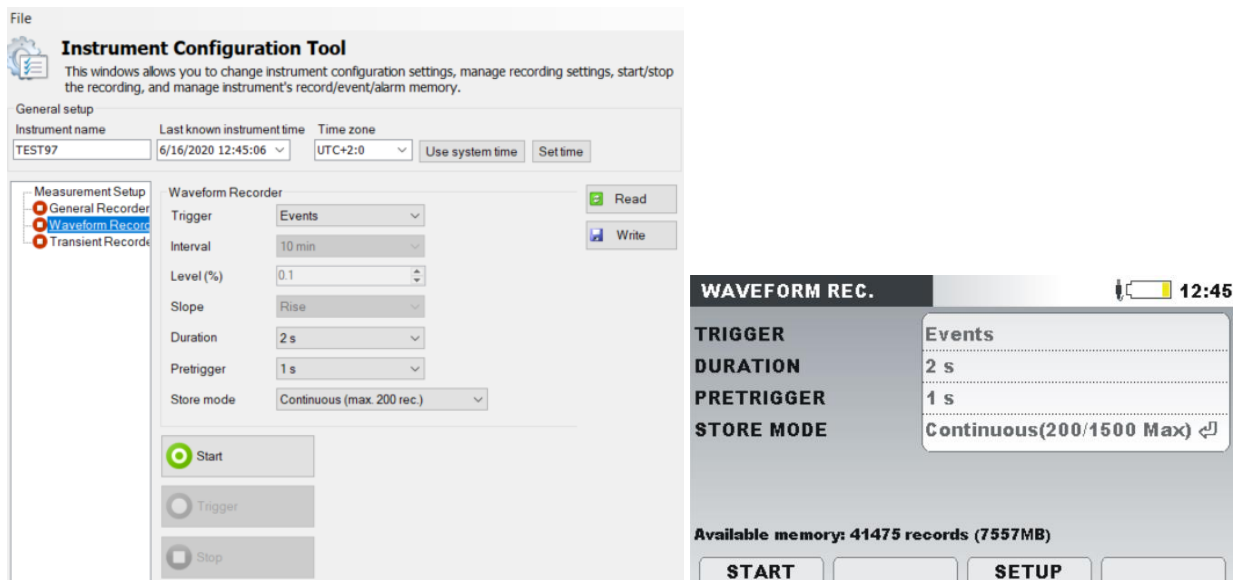 File
Instrument Configuration Tool
This windows allows you to change instrument configuration settings, manage recording settings, start/stop
the recording, and manage instrument's record/event/alarm memory.
General setup
Instrument name Last known instrument time Time zone
TEST97 6/16/2020 12:45:06 UTC+2:0 Use system time Set time
Measurement Setup
General Recorder
Waveform Record
Transient Recorde
Waveform Recorder
Trigger Events
Interval 10 min
Level (%) 0.1
Slope Rise
Duration 2 s
Pretrigger 1 s
Store mode Continuous (max. 200 rec.)
Start
Trigger
Stop
Read
Write
WAVEFORM REC. 12:45
TRIGGER Events
DURATION 2 s
PRETRIGGER 1 s
STORE MODE Continuous(200/1500 Max)
Available memory: 41475 records (7557MB)
START SETUP